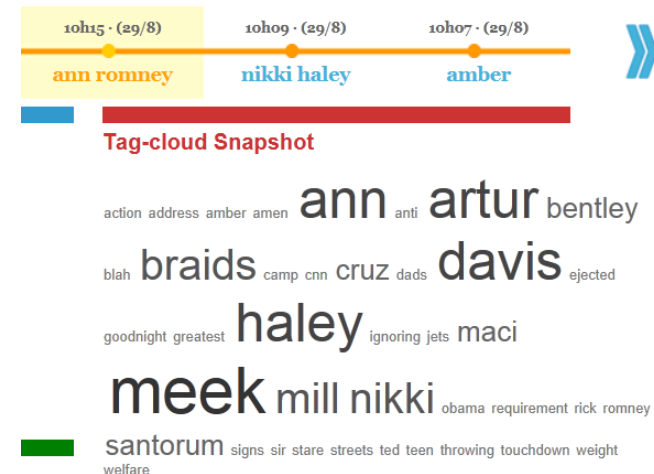 10h15 · (29/8) 10h09 · (29/8) 10h07 · (29/8)
ann romney nikki haley amber
Tag-cloud Snapshot
action address amber amen ann anti artur bentley
blah braids camp cnn cruz dads davis ejected
goodnight greatest haley ignoring jets maci
meek mill nikki obama requirement rick romney
santorum signs sir stare streets ted teen throwing touchdown weight
welfare